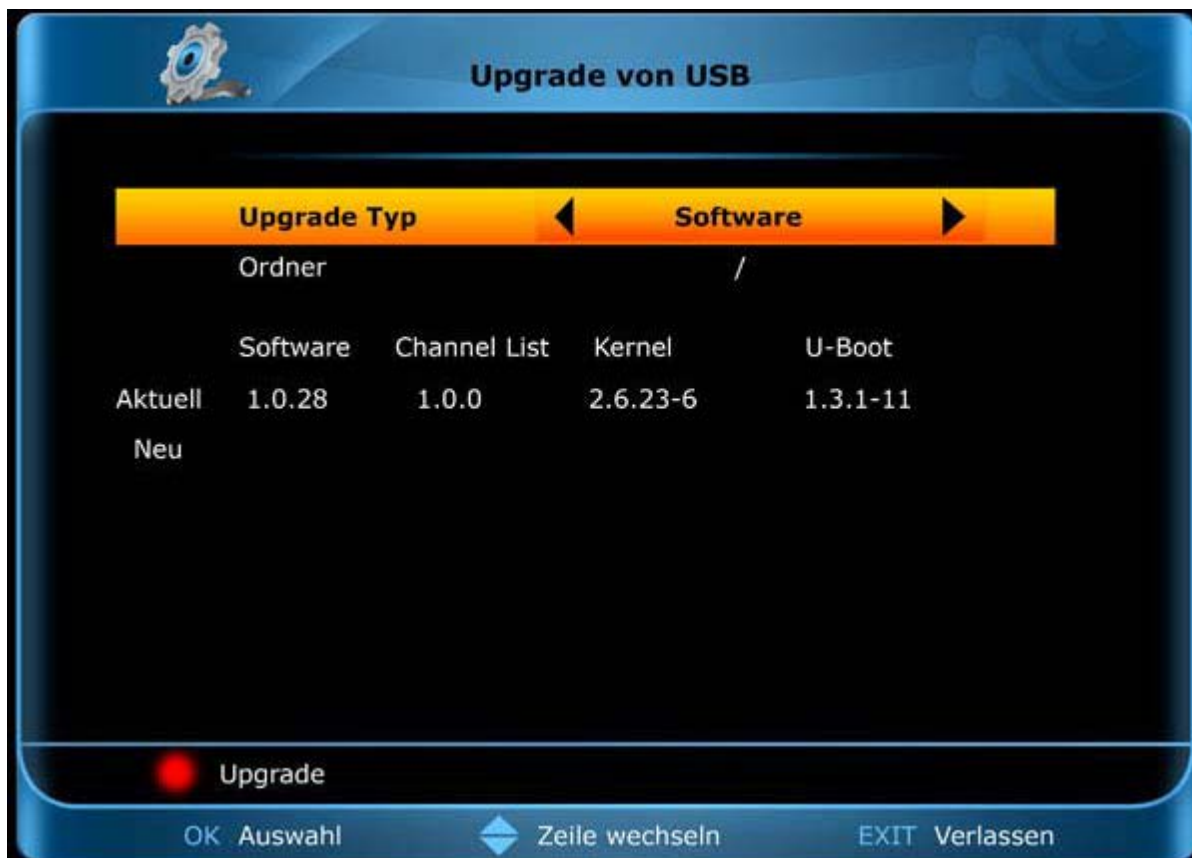 Upgrade von USB
Upgrade Typ Software
Ordner /
Software Channel List Kernel U-Boot
Aktuell 1.0.28 1.0.0 2.6.23-6 1.3.1-11
Neu
Upgrade
OK Auswahl Zeile wechseln EXIT Verlassen